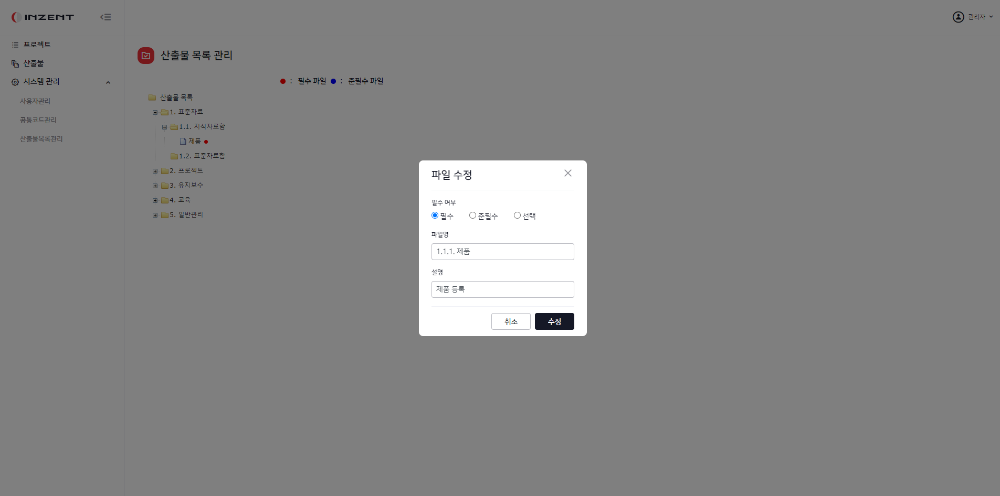 INZENT
관리자
프로젝트
산출물
시스템 관리
사용자관리
공통코드관리
산출물목록관리
산출물 목록 관리
: 필수 파일 : 준필수 파일
산출물 목록
1. 표준자료
1.1. 지식자료함
제품
1.2. 표준자료함
2. 프로젝트
3. 유지보수
4. 교육
5. 일반관리
파일 수정
필수 여부
필수 준필수 선택
파일명
1.1.1. 제품
설명
제품 등록
취소 수정